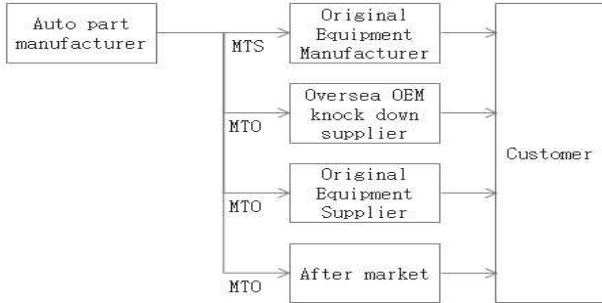 Auto part
manufacturer
MTS
Original
Equipment
Manufacturer
MTO
Oversea OEM
knock down
supplier
MTO
Original
Equipment
Supplier
MTO
After market
Customer